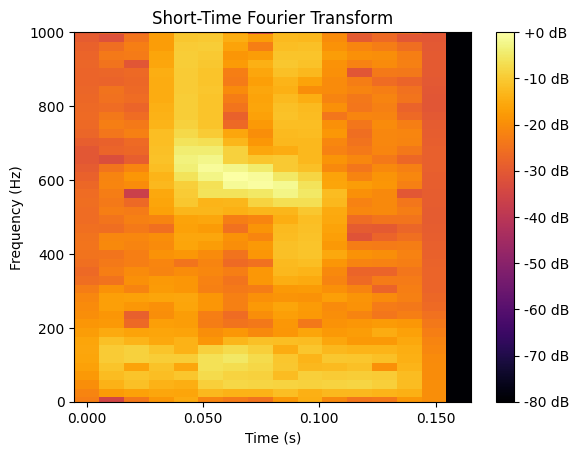 Short-Time Fourier Transform
1000
800
600
400
200
0
Frequency (Hz)
0.000
0.050
0.100
0.150
Time (s)
+0 dB
-10 dB
-20 dB
-30 dB
-40 dB
-50 dB
-60 dB
-70 dB
-80 dB